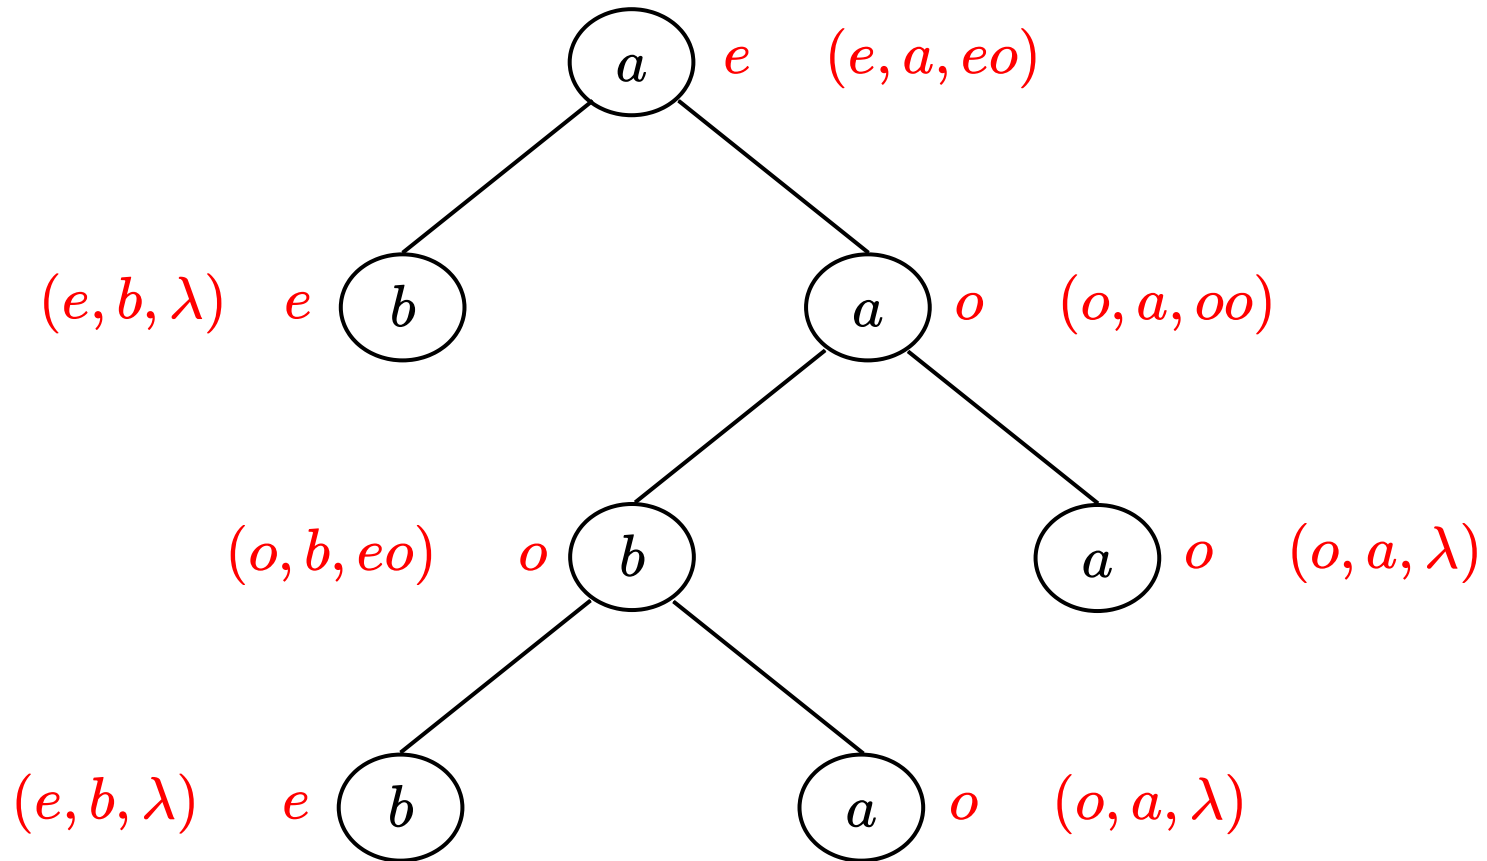 a e (e, a, eo)
(e, b, λ) e b a o (o, a, oo)
(o, b, eo) o b a o (o, a, λ)
(e, b, λ) e b a o (o, a, λ)